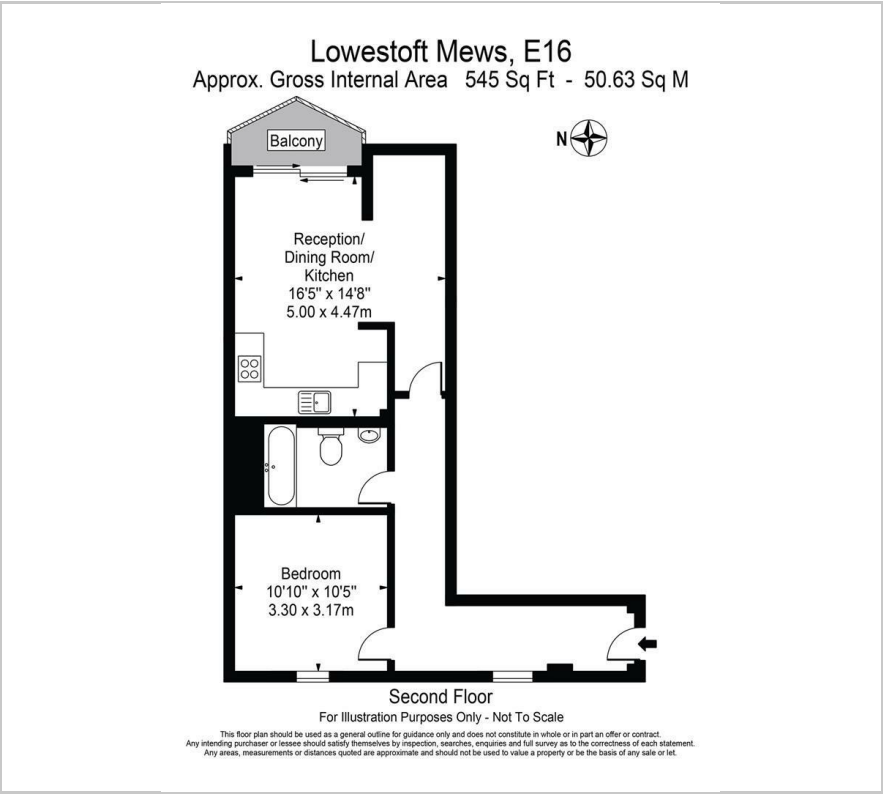 Lowestoft Mews, E16
Approx. Gross Internal Area 545 Sq Ft - 50.63 Sq M
Balcony
N
Reception/
Dining Room/
Kitchen
16'5" x 14'8"
5.00 x 4.47m
Bedroom
10'10" x 10'5"
3.30 x 3.17m
Second Floor
For Illustration Purposes Only - Not To Scale
This floor plan should be used as a general outline for guidance only and does not constitute in whole or in part an offer or contract.
Any intending purchaser or lessee should satisfy themselves by inspection, searches, enquiries and full survey as to the correctness of each statement.
Any areas, measurements or distances quoted are approximate and should not be used to value a property or be the basis of any sale or let.